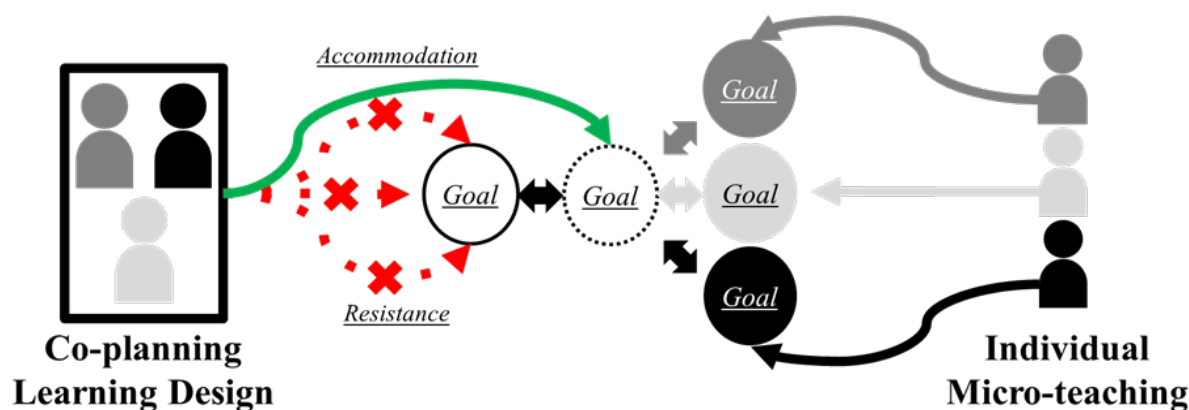 Accommodation
Goal
Goal
Goal
Goal
Goal
Resistance
Co-planning
Learning Design
Individual
Micro-teaching